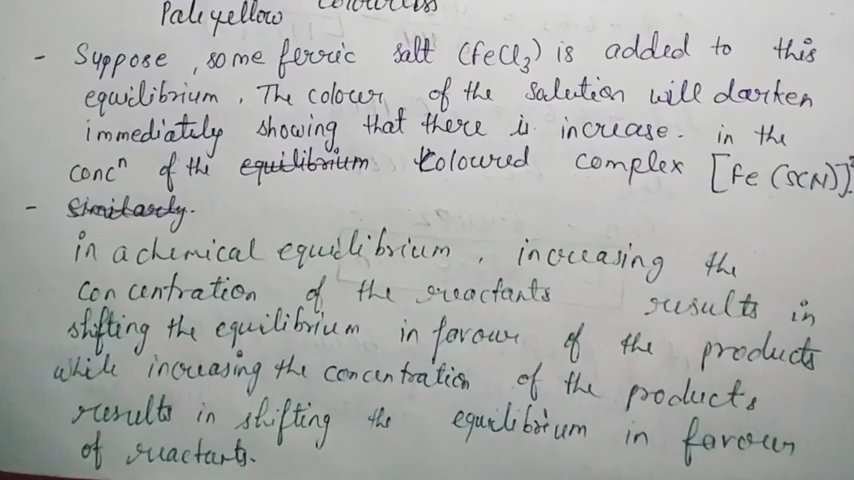 Pale yellow Colourless
- Suppose, some ferric salt (FeCl3) is added to this
equilibrium. The colour of the solution will darken
immediately showing that there is increase. in the
concⁿ of the equilibrium Coloured complex [Fe(SCN)]²
- Similarly.
in a chemical equilibrium, increasing the
concentration of the reactants results in
shifting the equilibrium in favour of the products
while increasing the concentration of the products
results in shifting the equilibrium in favour
of reactants.